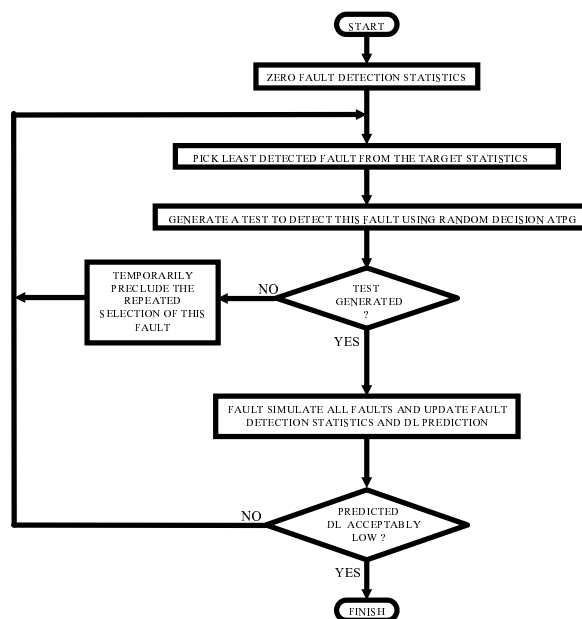 START
ZERO FAULT DETECTION STATISTICS
PICK LEAST DETECTED FAULT FROM THE TARGET STATISTICS
GENERATE A TEST TO DETECT THIS FAULT USING RANDOM DECISION ATPG
TEMPORARILY
PRECLUDE THE
REPEATED
SELECTION OF THIS
FAULT
NO
TEST
GENERATED
?
YES
FAULT SIMULATE ALL FAULTS AND UPDATE FAULT
DETECTION STATISTICS AND DL PREDICTION
NO
PREDICTED
DL ACCEPTABLY
LOW ?
YES
FINISH